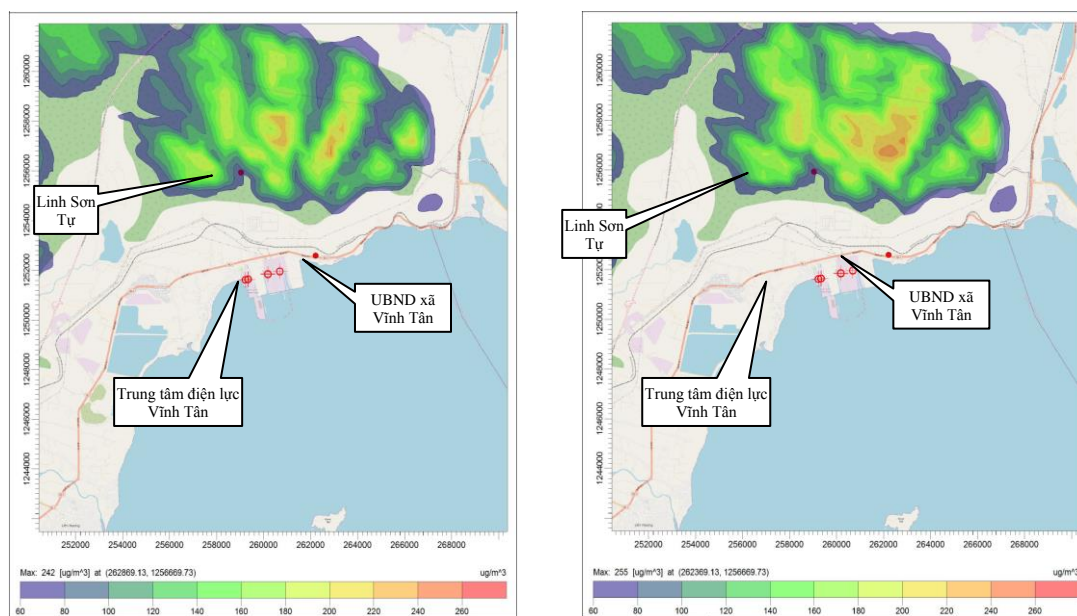 1260000
1258000
1256000
1254000
1252000
1250000
1248000
1246000
1244000
Linh Sơn
Tự
UBND xã
Vĩnh Tân
Trung tâm điện lực
Vĩnh Tân
252000 254000 256000 258000 260000 262000 264000 266000 268000
Max: 242 [ug/m^3] at (262869.13, 1256669.73) ug/m^3
60 80 100 120 140 160 180 200 220 240 260
1260000
1258000
1256000
1254000
1252000
1250000
1248000
1246000
1244000
Linh Sơn
Tự
UBND xã
Vĩnh Tân
Trung tâm điện lực
Vĩnh Tân
252000 254000 256000 258000 260000 262000 264000 266000 268000
Max: 255 [ug/m^3] at (262369.13, 1256669.73) ug/m^3
60 80 100 120 140 160 180 200 220 240 260